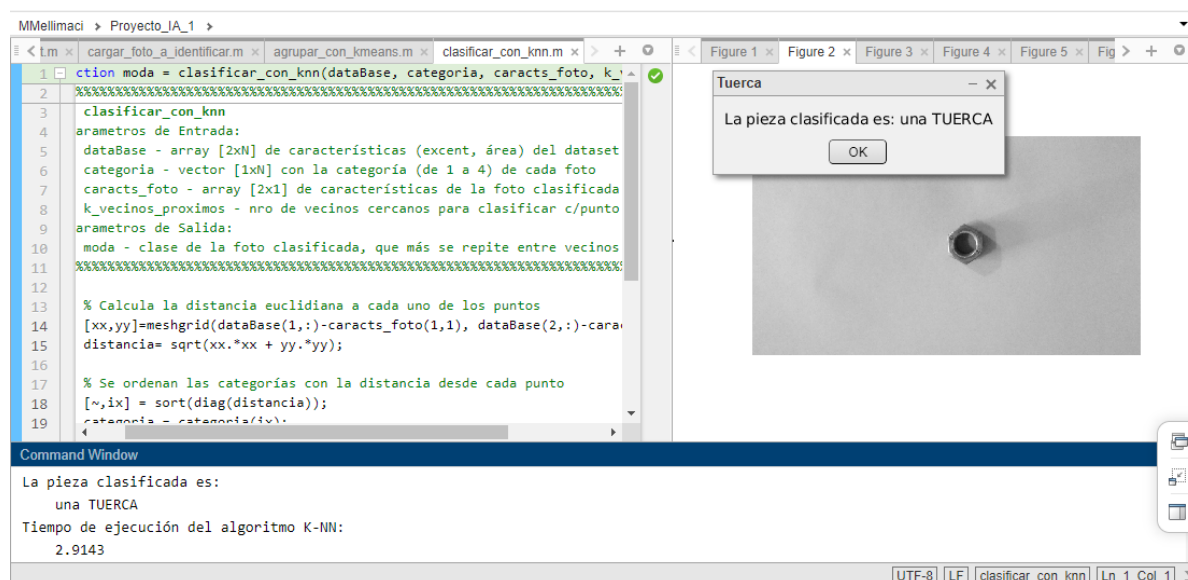 MMellimaci > Proyecto_IA_1 >
t.m × cargar_foto_a_identificar.m × agrupar_con_kmeans.m × clasificar_con_knn.m ×
1 ction moda = clasificar_con_knn(dataBase, categoria, caracts_foto, k_
2 %%%%%%%%%%%%%%%%%%%%%%%%%%%%%%%%%%%%%%%%%%%%%%%%%%%%%%%%%%%%%%%%%%%%%%
3 clasificar_con_knn
4 arametros de Entrada:
5 dataBase - array [2xN] de características (excent, área) del dataset
6 categoria - vector [1xN] con la categoría (de 1 a 4) de cada foto
7 caracts_foto - array [2x1] de características de la foto clasificada
8 k_vecinos_proximos - nro de vecinos cercanos para clasificar c/punto
9 arametros de Salida:
10 moda - clase de la foto clasificada, que más se repite entre vecinos
11 %%%%%%%%%%%%%%%%%%%%%%%%%%%%%%%%%%%%%%%%%%%%%%%%%%%%%%%%%%%%%%%%%%%%%%
12
13 % Calcula la distancia euclidiana a cada uno de los puntos
14 [xx,yy]=meshgrid(dataBase(1,:)-caracts_foto(1,1), dataBase(2,:)-cara
15 distancia= sqrt(xx.*xx + yy.*yy);
16
17 % Se ordenan las categorías con la distancia desde cada punto
18 [~,ix] = sort(diag(distancia));
19 categoria = categoria(ix);
Figure 1 × Figure 2 × Figure 3 × Figure 4 × Figure 5 × Fig
Tuerca
La pieza clasificada es: una TUERCA
OK
Command Window
La pieza clasificada es:
una TUERCA
Tiempo de ejecución del algoritmo K-NN:
2.9143
UTF-8 LF clasificar_con_knn Ln 1 Col 1